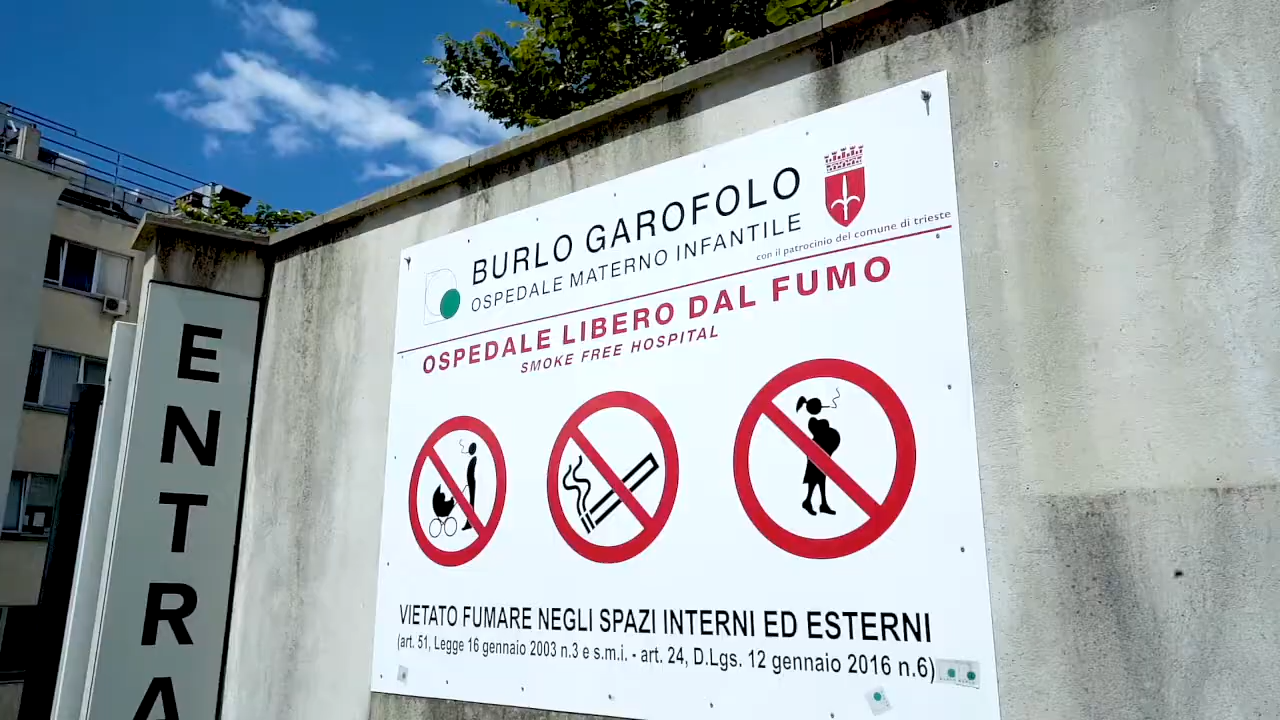 BURLO GAROFOLO
OSPEDALE MATERNO INFANTILE
con il patrocinio del comune di trieste
OSPEDALE LIBERO DAL FUMO
SMOKE FREE HOSPITAL
VIETATO FUMARE NEGLI SPAZI INTERNI ED ESTERNI
(art. 51, Legge 16 gennaio 2003 n.3 e s.m.i. - art. 24, D.Lgs. 12 gennaio 2016 n.6)
ENTRA